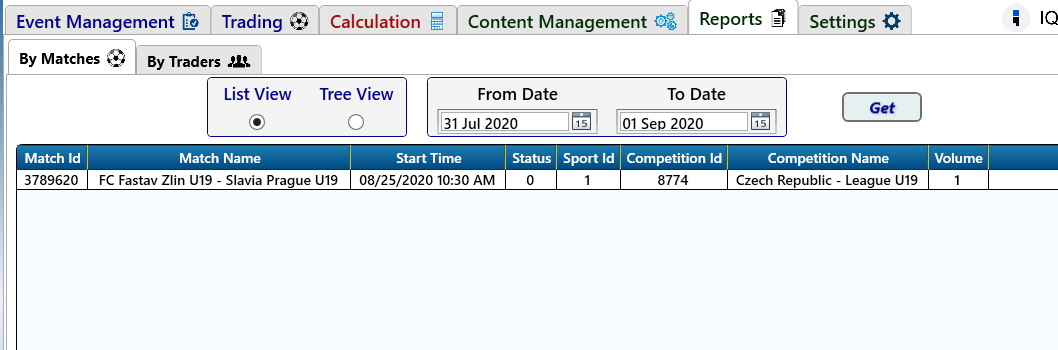 Event Management Trading Calculation Content Management Reports Settings IQ
By Matches By Traders
List View Tree View From Date To Date
31 Jul 2020 15 01 Sep 2020 15 Get
Match Id Match Name Start Time Status Sport Id Competition Id Competition Name Volume
3789620 FC Fastav Zlin U19 - Slavia Prague U19 08/25/2020 10:30 AM 0 1 8774 Czech Republic - League U19 1